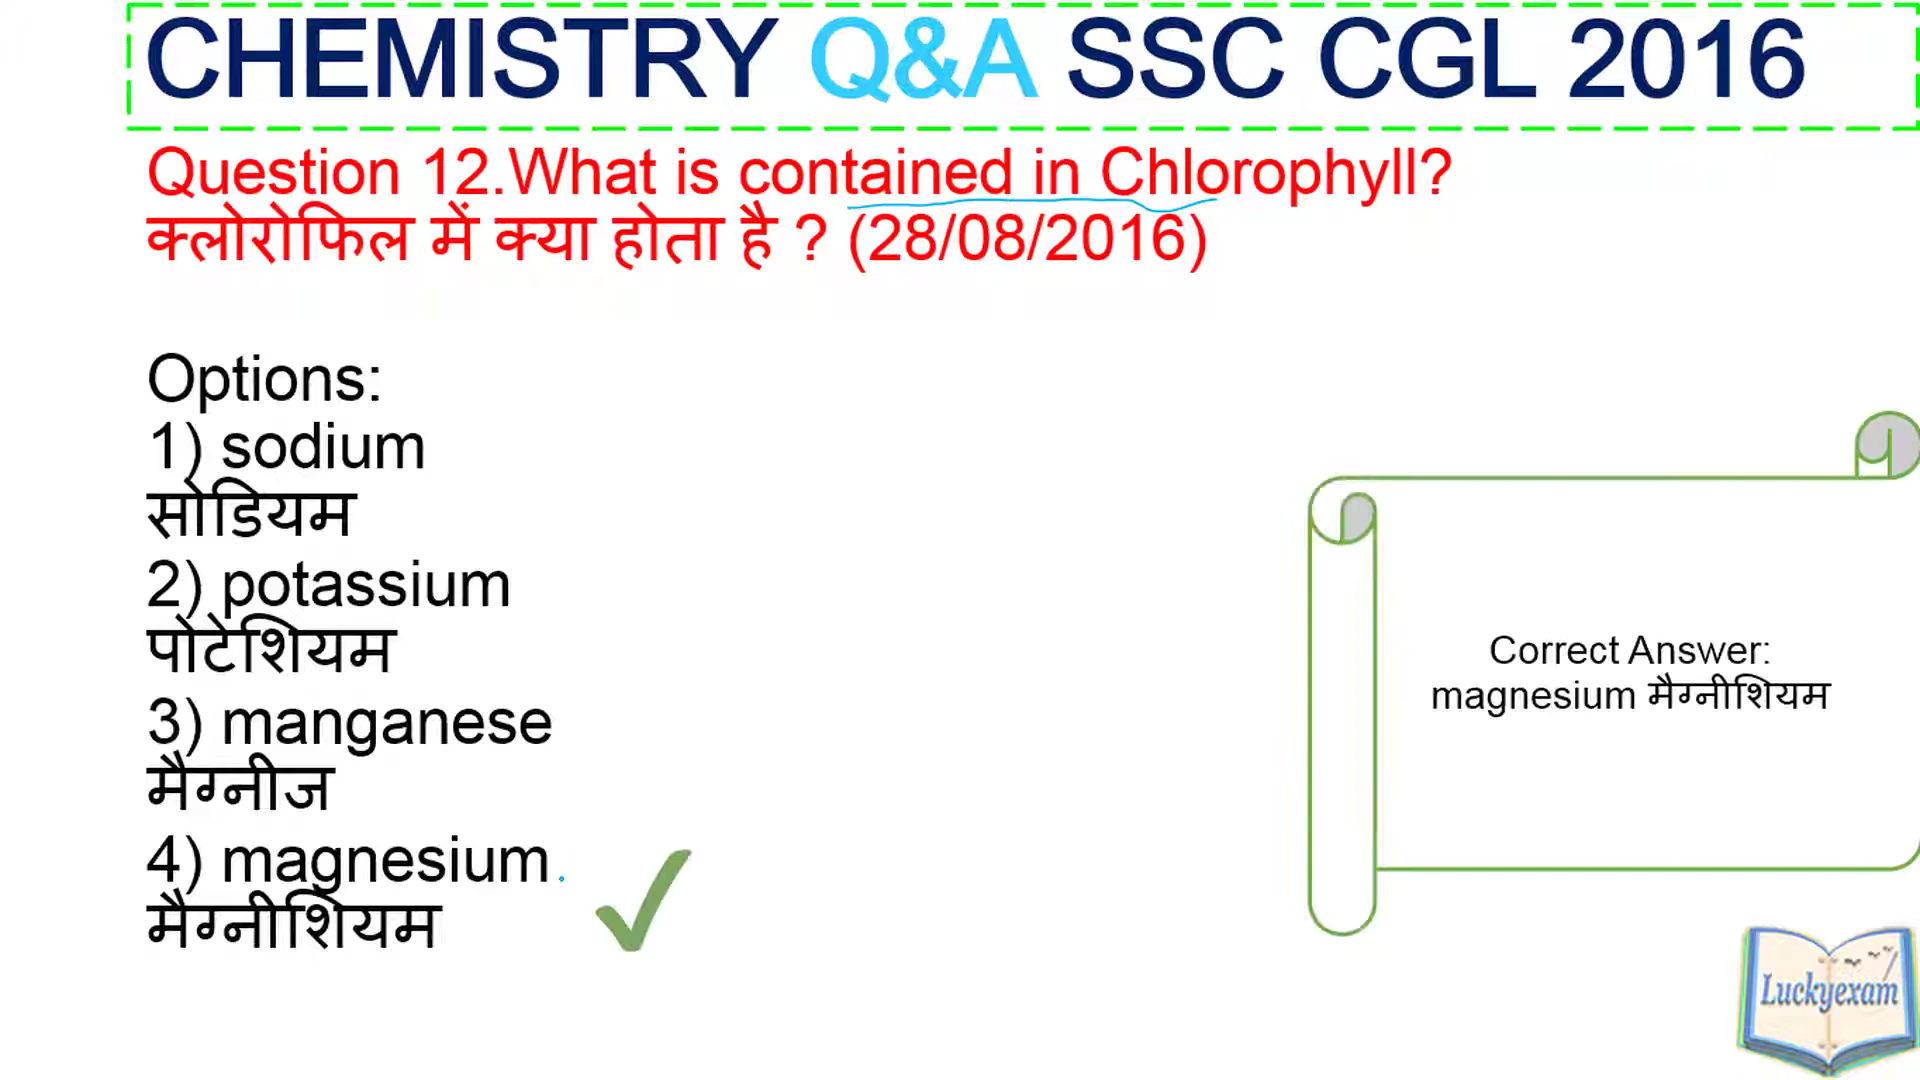 CHEMISTRY Q&A SSC CGL 2016
Question 12.What is contained in Chlorophyll?
क्लोरोफिल में क्या होता है ? (28/08/2016)
Options:
1) sodium
सोडियम
2) potassium
पोटेशियम
3) manganese
मैग्नीज
4) magnesium
मैग्नीशियम
Correct Answer:
magnesium मैग्नीशियम
Luckyexam